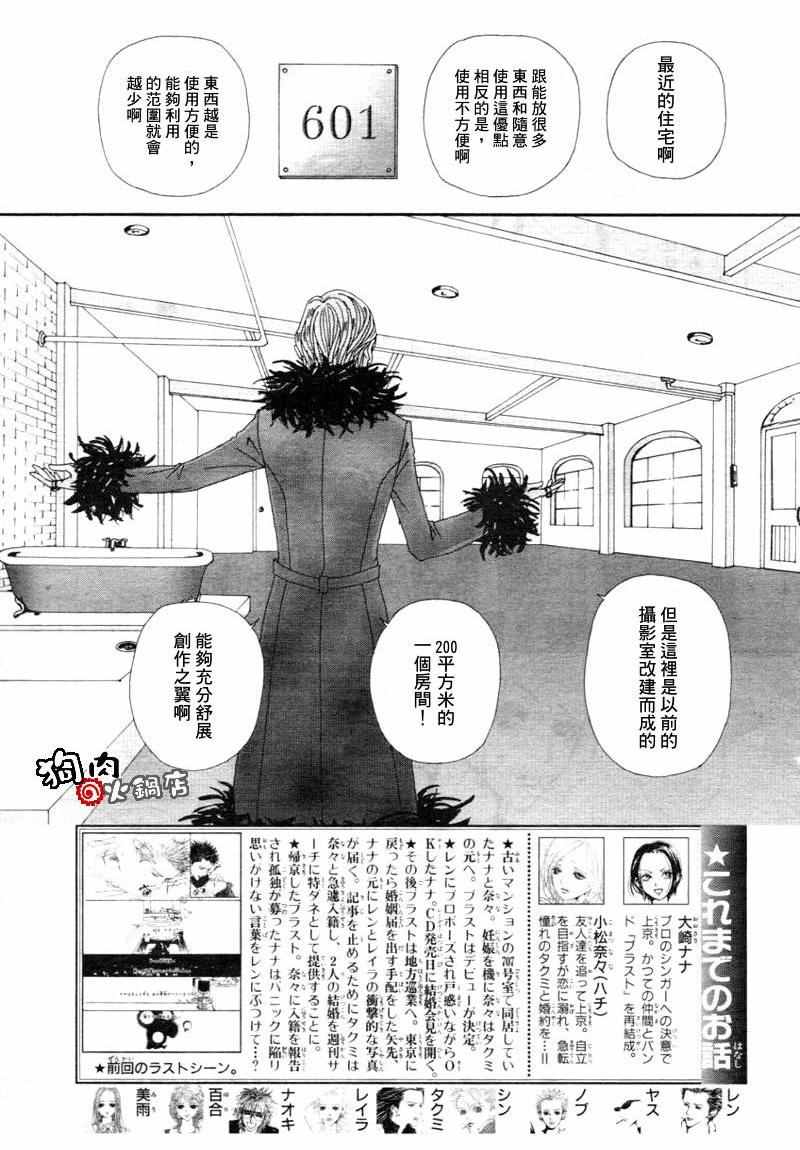 最近的住宅啊
跟能放很多
東西和隨意
使用這優點
相反的是，
使用不方便啊
601
東西越是
使用方便的，
能夠利用
的范圍就會
越少啊
但是這裡是以前的
攝影室改建而成的
200平方米的
一個房間！
能夠充分舒展
創作之翼啊
狗肉
火鍋店
★これまでのお話
はなし
大崎ナナ
プロのシンガーへの決意で
上京。かつての仲間とバン
ド「ブラスト」を再結成。
小松奈々（ハチ）
友人達を追って上京。自立
を目指すが恋に溺れ、急転
憧れのタクミと婚約を…!!
★古いマンションの707号室で同居してい
たナナと奈々。妊娠を機に奈々はタクミ
の元へ。ブラストはデビューが決定。
★レンにプロポーズされ戸惑いながらO
Kしたナナ。CD発売日に結婚会見を開く。
★その後ブラストは地方巡業へ。東京に
戻ったら婚姻届を出す手配をした矢先、
ナナの元にレンとレイラの衝撃的な写真
が届く。記事を止めるためにタクミは
奈々と急遽入籍し、2人の結婚を週刊サ
ーチに特ダネとして提供することに。
★帰京したブラスト。奈々に入籍を報告
され孤独が募ったナナはパニックに陥り
思いがけない言葉をレンにぶつけて…?
★前回のラストシーン。
レン
ヤス
ノブ
シン
タクミ
レイラ
ナオキ
百合
美雨